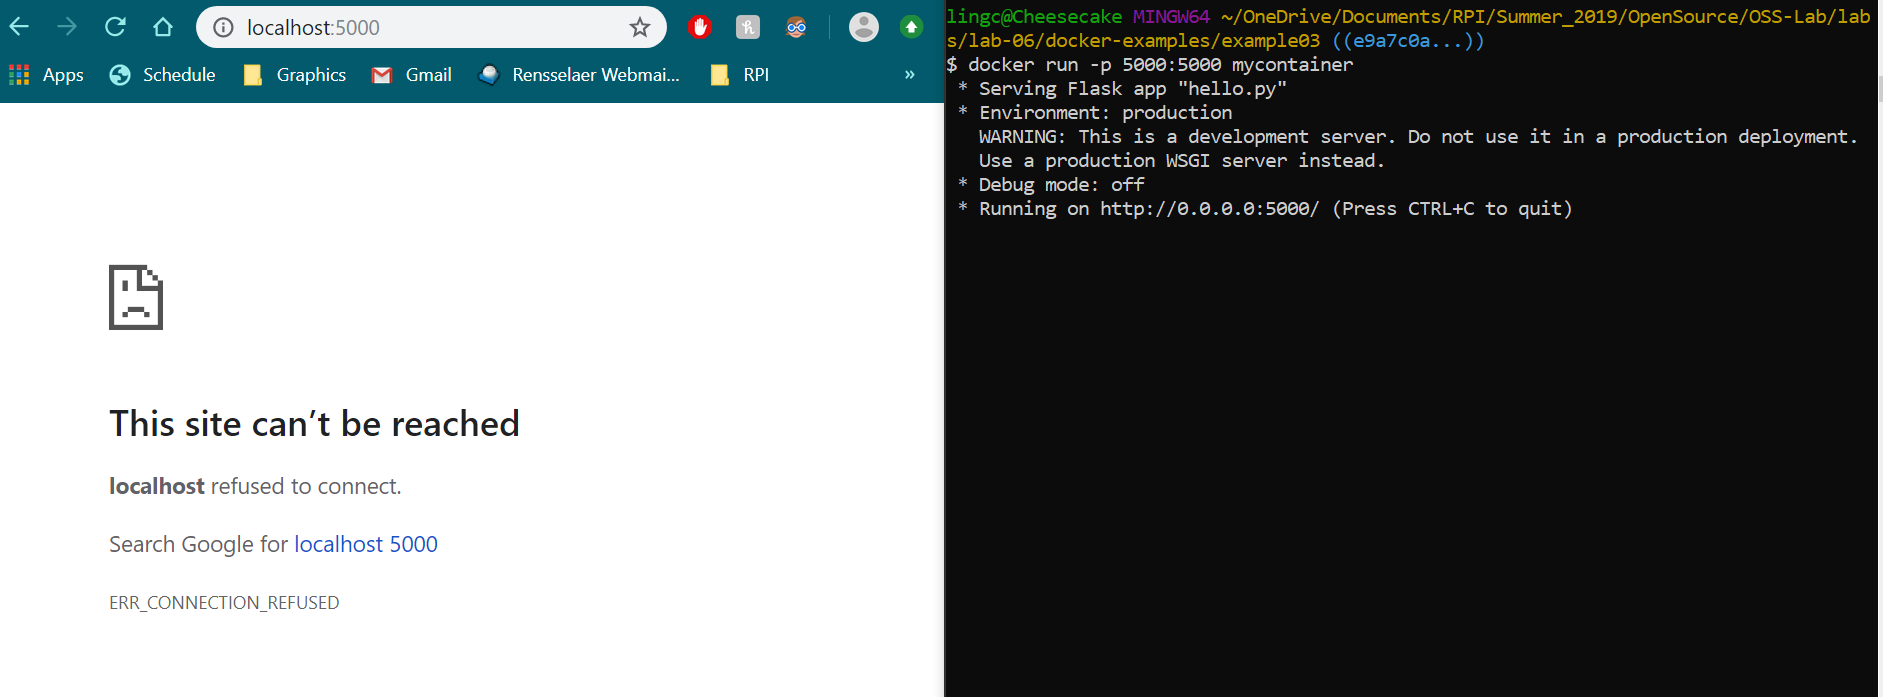 localhost:5000
Apps Schedule Graphics Gmail Rensselaer Webmai... RPI »
This site can’t be reached
localhost refused to connect.
Search Google for localhost 5000
ERR_CONNECTION_REFUSED
lingc@Cheesecake MINGW64 ~/OneDrive/Documents/RPI/Summer_2019/OpenSource/OSS-Lab/lab
s/lab-06/docker-examples/example03 ((e9a7c0a...))
$ docker run -p 5000:5000 mycontainer
* Serving Flask app "hello.py"
* Environment: production
WARNING: This is a development server. Do not use it in a production deployment.
Use a production WSGI server instead.
* Debug mode: off
* Running on http://0.0.0.0:5000/ (Press CTRL+C to quit)